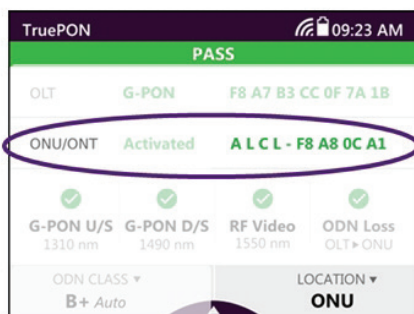 TruePON 09:23 AM
PASS
OLT G-PON F8 A7 B3 CC 0F 7A 1B
ONU/ONT Activated A L C L - F8 A8 0C A1
G-PON U/S G-PON D/S RF Video ODN Loss
1310 nm 1490 nm 1550 nm OLT▸ONU
ODN CLASS ▾ LOCATION ▾
B+ Auto ONU